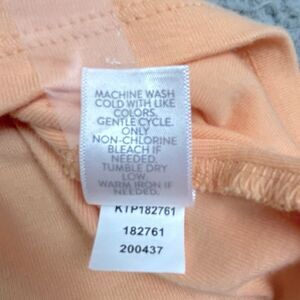 MACHINE WASH
COLD WITH LIKE
COLORS.
GENTLE CYCLE.
ONLY
NON-CHLORINE
BLEACH IF
NEEDED.
TUMBLE DRY
LOW.
WARM IRON IF
NEEDED.
KTP182761
182761
200437